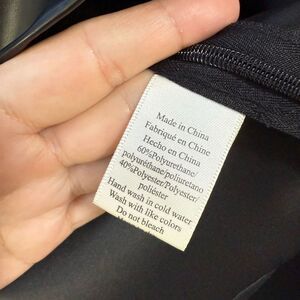 Made in China
Fabriqué en Chine
Hecho en China
60%Polyurethane/
polyuréthane/poliuretano
40%Polyester/Polyester/
poliéster
Hand wash in cold water
Wash with like colors
Do not bleach